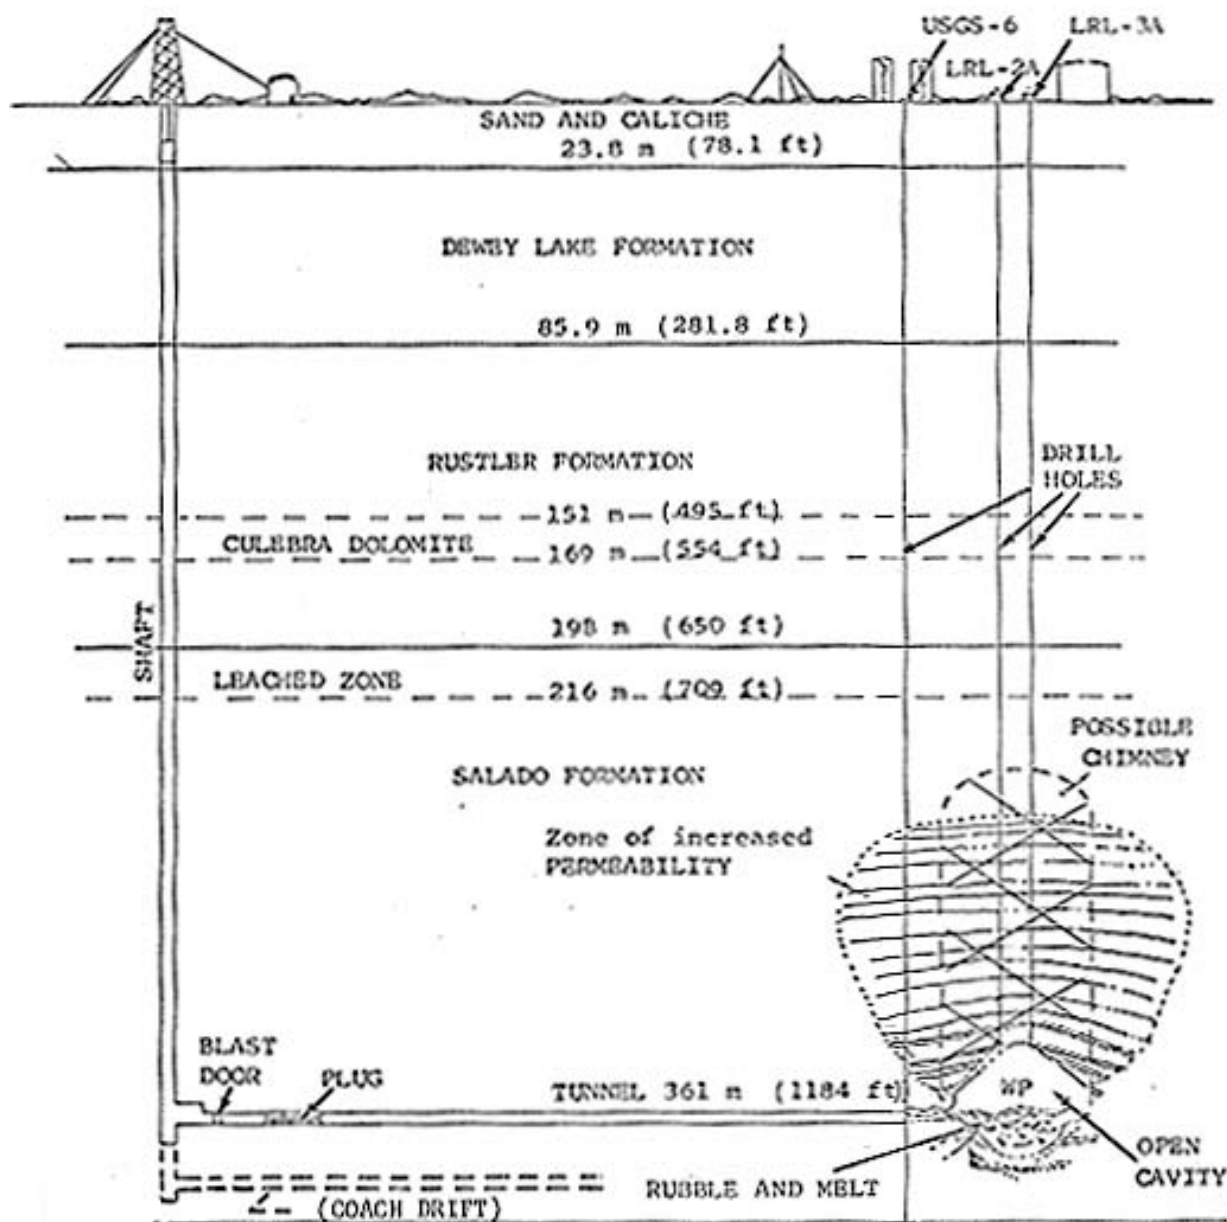 USGS-6
LRL-3A
LRL-2A
SAND AND CALICHE
23.8 m (78.1 ft)
DEWEY LAKE FORMATION
85.9 m (281.8 ft)
RUSTLER FORMATION
DRILL
HOLES
151 m (495 ft)
CULEBRA DOLOMITE
169 m (554 ft)
SHAFT
198 m (650 ft)
LEACHED ZONE
216 m (709 ft)
POSSIBLE
CHIMNEY
SALADO FORMATION
Zone of increased
PERMEABILITY
BLAST
DOOR
PLUG
TUNNEL 361 m (1184 ft)
WP
OPEN
CAVITY
RUBBLE AND MELT
(COACH DRIFT)